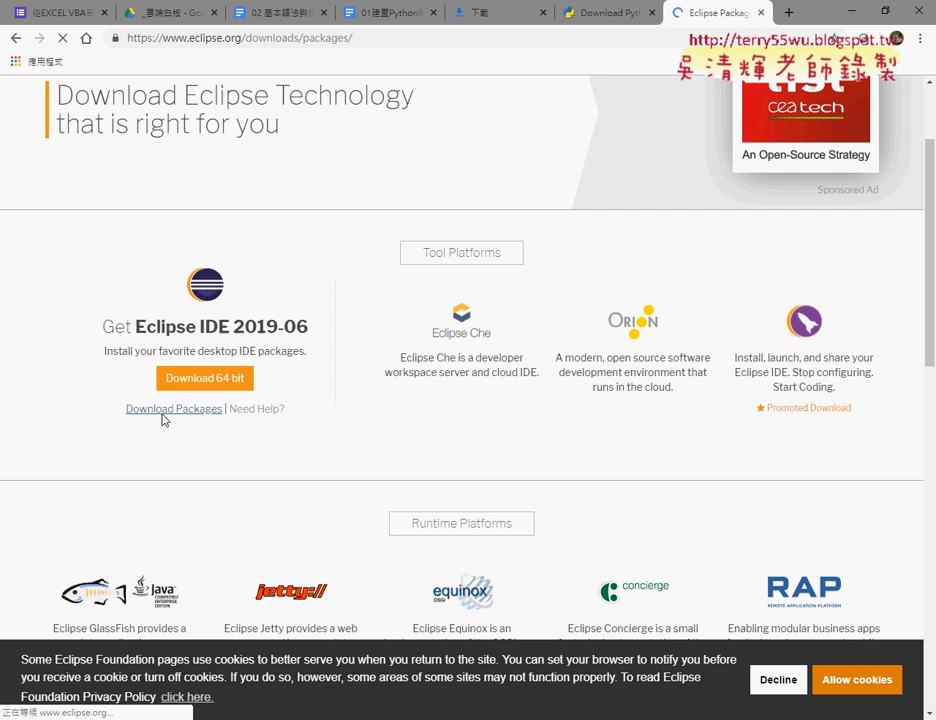 從EXCEL VBA
_雲端白板 - Go
02 基本語法與
01建置Python
下載
Download Pyth
Eclipse Packag
https://www.eclipse.org/downloads/packages/
http://terry55wu.blogspot.tw
應用程式
吳清輝老師錄製
Download Eclipse Technology
that is right for you
list
ceatech
An Open-Source Strategy
Sponsored Ad
Tool Platforms
Get Eclipse IDE 2019-06
Install your favorite desktop IDE packages.
Download 64 bit
Download Packages | Need Help?
Eclipse Che
Eclipse Che is a developer
workspace server and cloud IDE.
ORION
A modern, open source software
development environment that
runs in the cloud.
Install, launch, and share your
Eclipse IDE. Stop configuring.
Start Coding.
Promoted Download
Runtime Platforms
Java
COMPATIBLE
ENTERPRISE
EDITION
jetty://
equinox
OSGi
concierge
RAP
REMOTE APPLICATION PLATFORM
Eclipse GlassFish provides a
Eclipse Jetty provides a web
Eclipse Equinox is an
Eclipse Concierge is a small
Enabling modular business apps
Some Eclipse Foundation pages use cookies to better serve you when you return to the site. You can set your browser to notify you before
you receive a cookie or turn off cookies. If you do so, however, some areas of some sites may not function properly. To read Eclipse
Foundation Privacy Policy click here.
Decline
Allow cookies
正在等候 www.eclipse.org...